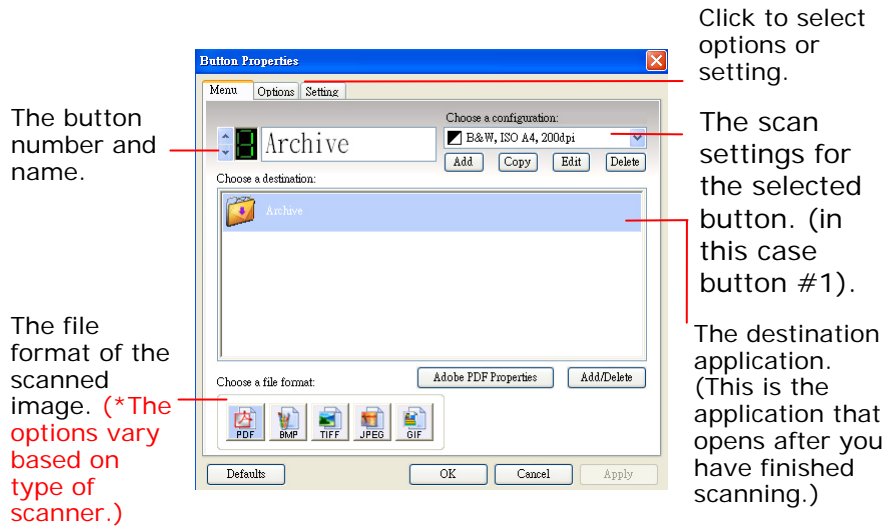 Click to select
options or
setting.
Button Properties
Menu Options Setting
The button
number and
name.
Choose a configuration:
Archive
B&W, ISO A4, 200dpi
Add Copy Edit Delete
The scan
settings for
the selected
button. (in
this case
button #1).
Choose a destination:
Archive
The file
format of the
scanned
image. (*The
options vary
based on
type of
scanner.)
The destination
application.
(This is the
application that
opens after you
have finished
scanning.)
Adobe PDF Properties Add/Delete
Choose a file format:
PDF BMP TIFF JPEG GIF
Defaults OK Cancel Apply